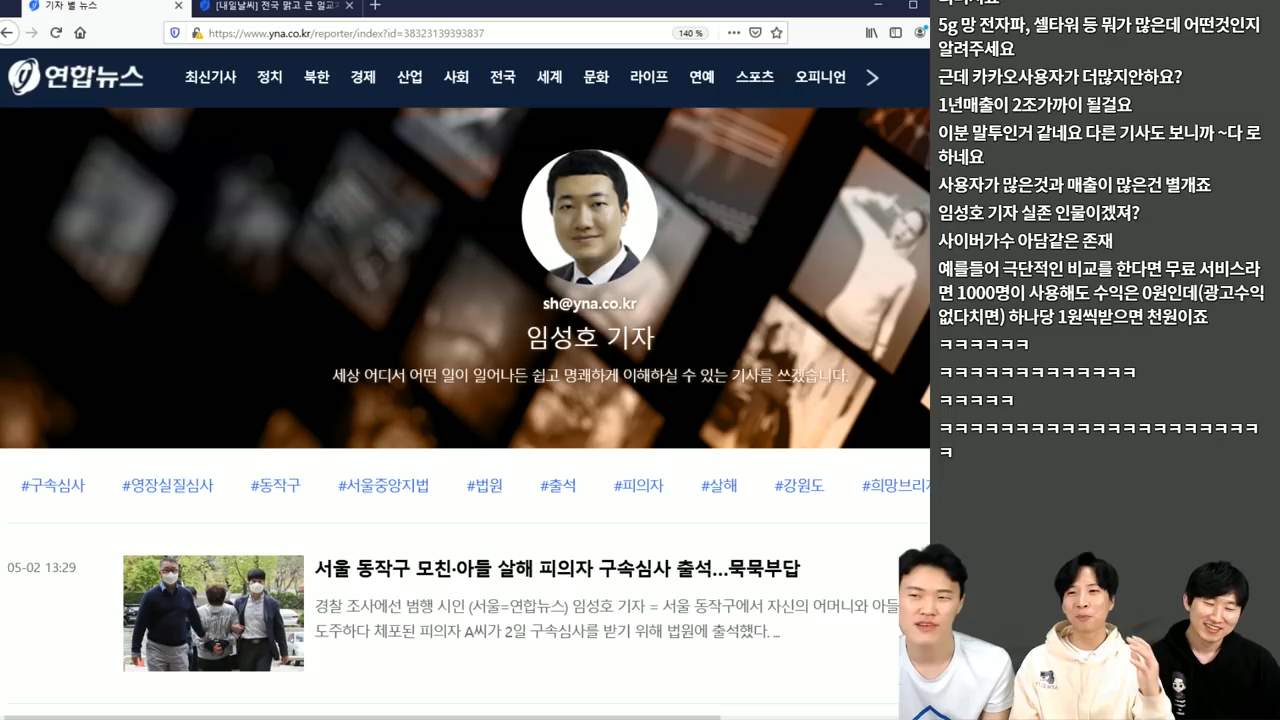 기자 별 뉴스
[내일날씨] 전국 맑고 큰 일교차
https://www.yna.co.kr/reporter/index?id=38323139393837
140 %
연합뉴스
최신기사 정치 북한 경제 산업 사회 전국 세계 문화 라이프 연예 스포츠 오피니언
sh@yna.co.kr
임성호 기자
세상 어디서 어떤 일이 일어나든 쉽고 명쾌하게 이해하실 수 있는 기사를 쓰겠습니다.
#구속심사 #영장실질심사 #동작구 #서울중앙지법 #법원 #출석 #피의자 #살해 #강원도 #희망브리지
05-02 13:29
서울 동작구 모친·아들 살해 피의자 구속심사 출석...묵묵부답
경찰 조사에선 범행 시인 (서울=연합뉴스) 임성호 기자 = 서울 동작구에서 자신의 어머니와 아들
도주하다 체포된 피의자 A씨가 2일 구속심사를 받기 위해 법원에 출석했다. ...
5g 망 전자파, 셀타워 등 뭐가 많은데 어떤것인지
알려주세요
근데 카카오사용자가 더많지안하요?
1년매출이 2조가까이 될걸요
이분 말투인거 같네요 다른 기사도 보니까 ~다 로
하네요
사용자가 많은것과 매출이 많은건 별개죠
임성호 기자 실존 인물이겠져?
사이버가수 아담같은 존재
예를들어 극단적인 비교를 한다면 무료 서비스라
면 1000명이 사용해도 수익은 0원인데(광고수익
없다치면) 하나당 1원씩받으면 천원이죠
ㅋㅋㅋㅋㅋㅋ
ㅋㅋㅋㅋㅋㅋㅋㅋㅋㅋㅋㅋㅋ
ㅋㅋㅋㅋㅋ
ㅋㅋㅋㅋㅋㅋㅋㅋㅋㅋㅋㅋㅋㅋㅋㅋㅋㅋㅋㅋㅋ
ㅋ